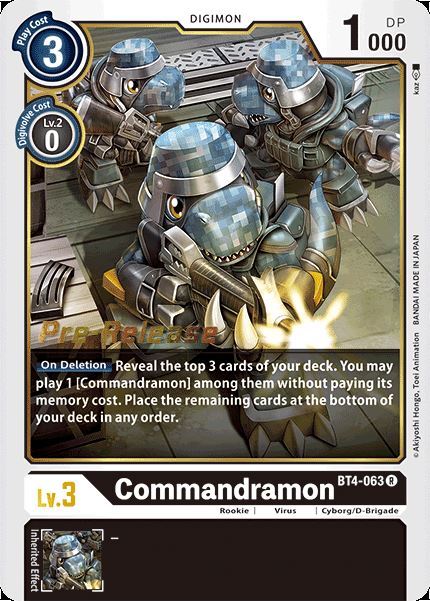 Play Cost
3
DIGIMON
1000
DP
Digivolve Cost
Lv.2
0
kaz
© Akiyoshi Hongo, Toei Animation BANDAI MADE IN JAPAN
Pre-Release
On Deletion Reveal the top 3 cards of your deck. You may
play 1 [Commandramon] among them without paying its
memory cost. Place the remaining cards at the bottom of
your deck in any order.
BT4-063 R
Lv.3 Commandramon
Rookie | Virus | Cyborg/D-Brigade
Inherited Effect
–